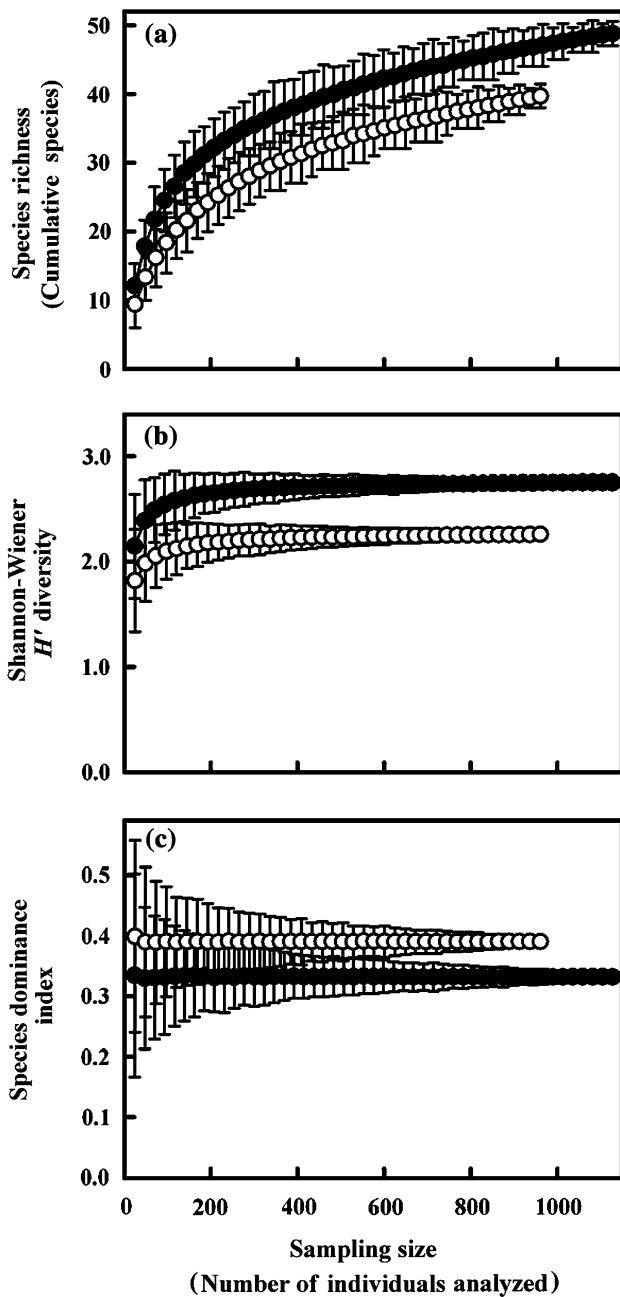 (a)
50
40
30
20
10
0
Species richness
(Cumulative species)
(b)
3.0
2.0
1.0
0.0
Shannon-Wiener
H′ diversity
(c)
0.5
0.4
0.3
0.2
0.1
0.0
Species dominance
index
0 200 400 600 800 1000
Sampling size
(Number of individuals analyzed)